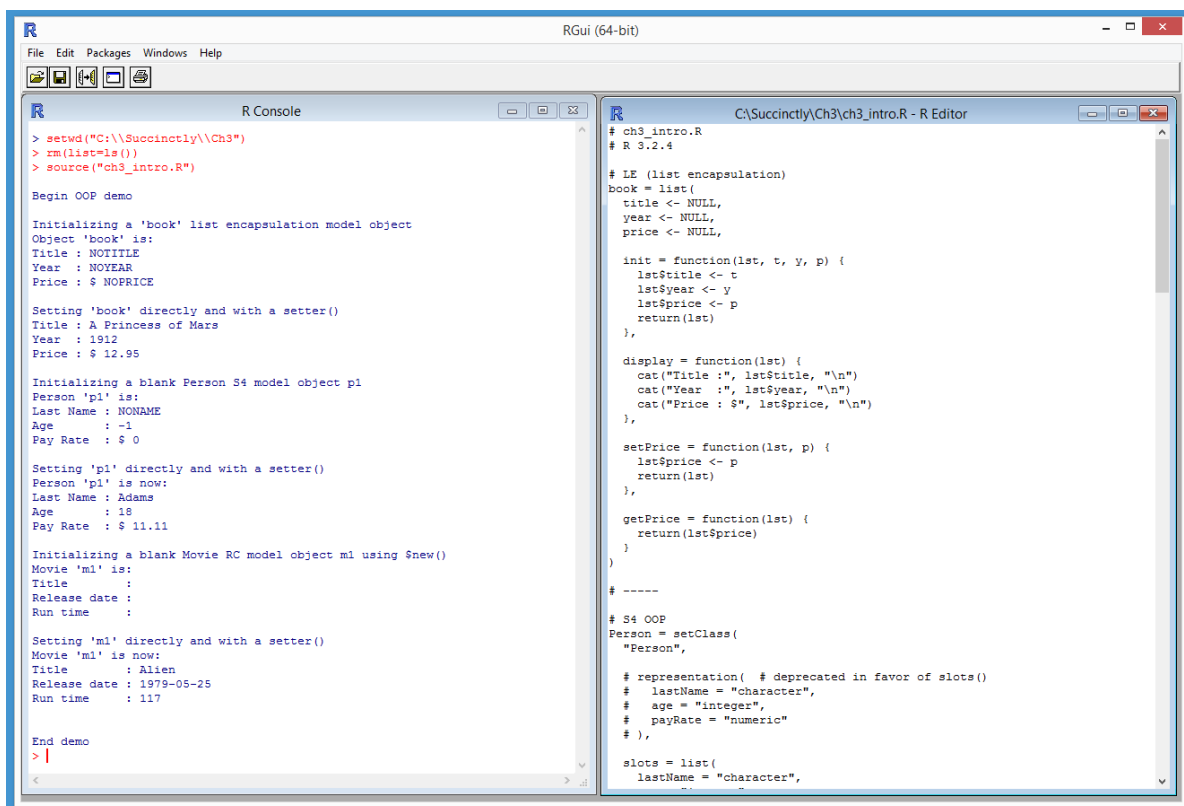 RGui (64-bit)
File Edit Packages Windows Help
R Console
> setwd("C:\\Succinctly\\Ch3")
> rm(list=ls())
> source("ch3_intro.R")
Begin OOP demo
Initializing a 'book' list encapsulation model object
Object 'book' is:
Title : NOTITLE
Year  : NOYEAR
Price : $ NOPRICE
Setting 'book' directly and with a setter()
Title : A Princess of Mars
Year  : 1912
Price : $ 12.95
Initializing a blank Person S4 model object p1
Person 'p1' is:
Last Name : NONAME
Age       : -1
Pay Rate  : $ 0
Setting 'p1' directly and with a setter()
Person 'p1' is now:
Last Name : Adams
Age       : 18
Pay Rate  : $ 11.11
Initializing a blank Movie RC model object m1 using $new()
Movie 'm1' is:
Title        :
Release date :
Run time     :
Setting 'm1' directly and with a setter()
Movie 'm1' is now:
Title        : Alien
Release date : 1979-05-25
Run time     : 117
End demo
>
C:\Succinctly\Ch3\ch3_intro.R - R Editor
# ch3_intro.R
# R 3.2.4
# LE (list encapsulation)
book = list(
  title <- NULL,
  year <- NULL,
  price <- NULL,
  init = function(lst, t, y, p) {
    lst$title <- t
    lst$year <- y
    lst$price <- p
    return(lst)
  },
  display = function(lst) {
    cat("Title :", lst$title, "\n")
    cat("Year  :", lst$year, "\n")
    cat("Price : $", lst$price, "\n")
  },
  setPrice = function(lst, p) {
    lst$price <- p
    return(lst)
  },
  getPrice = function(lst) {
    return(lst$price)
  }
)
# -----
# S4 OOP
Person = setClass(
  "Person",
  # representation(  # deprecated in favor of slots()
  #   lastName = "character",
  #   age = "integer",
  #   payRate = "numeric"
  # ),
  slots = list(
    lastName = "character",